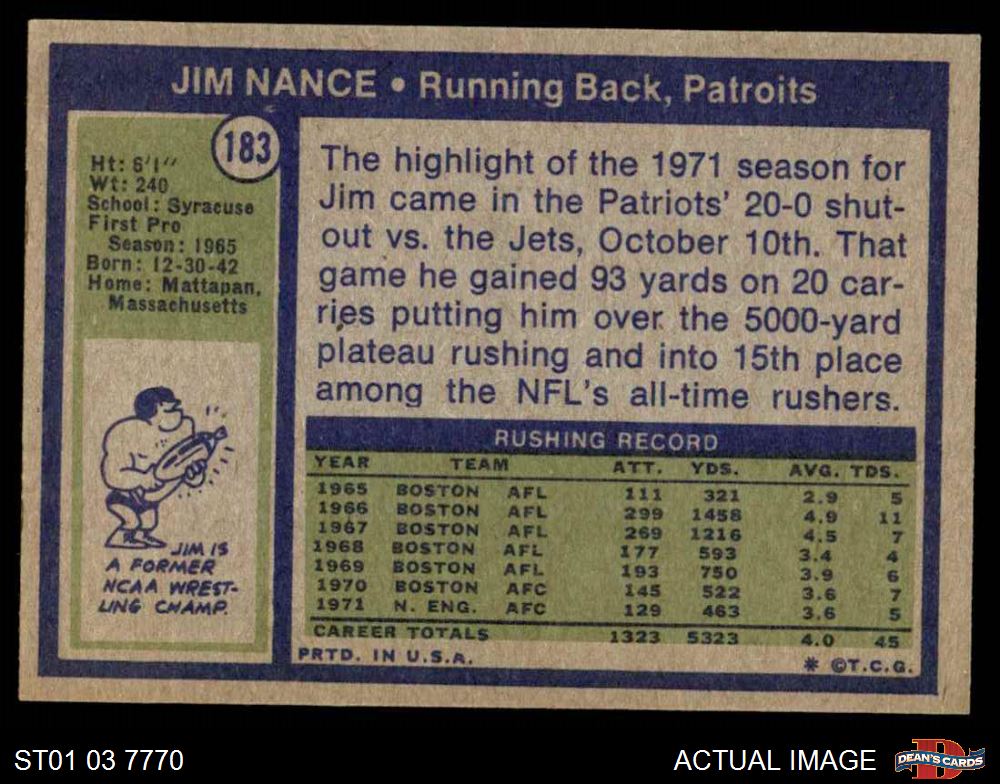 JIM NANCE • Running Back, Patroits
183
Ht: 6'1"
Wt: 240
School: Syracuse
First Pro
Season: 1965
Born: 12-30-42
Home: Mattapan,
Massachusetts
JIM IS
A FORMER
NCAA WREST-
LING CHAMP.
The highlight of the 1971 season for
Jim came in the Patriots' 20-0 shut-
out vs. the Jets, October 10th. That
game he gained 93 yards on 20 car-
ries putting him over the 5000-yard
plateau rushing and into 15th place
among the NFL's all-time rushers.
RUSHING RECORD
YEAR TEAM ATT. YDS. AVG. TDS.
1965 BOSTON AFL 111 321 2.9 5
1966 BOSTON AFL 299 1458 4.9 11
1967 BOSTON AFL 269 1216 4.5 7
1968 BOSTON AFL 177 593 3.4 4
1969 BOSTON AFL 193 750 3.9 6
1970 BOSTON AFC 145 522 3.6 7
1971 N. ENG. AFC 129 463 3.6 5
CAREER TOTALS 1323 5323 4.0 45
PRTD. IN U.S.A. * ©T.C.G.
ST01 03 7770 ACTUAL IMAGE
D
DEAN'S CARDS